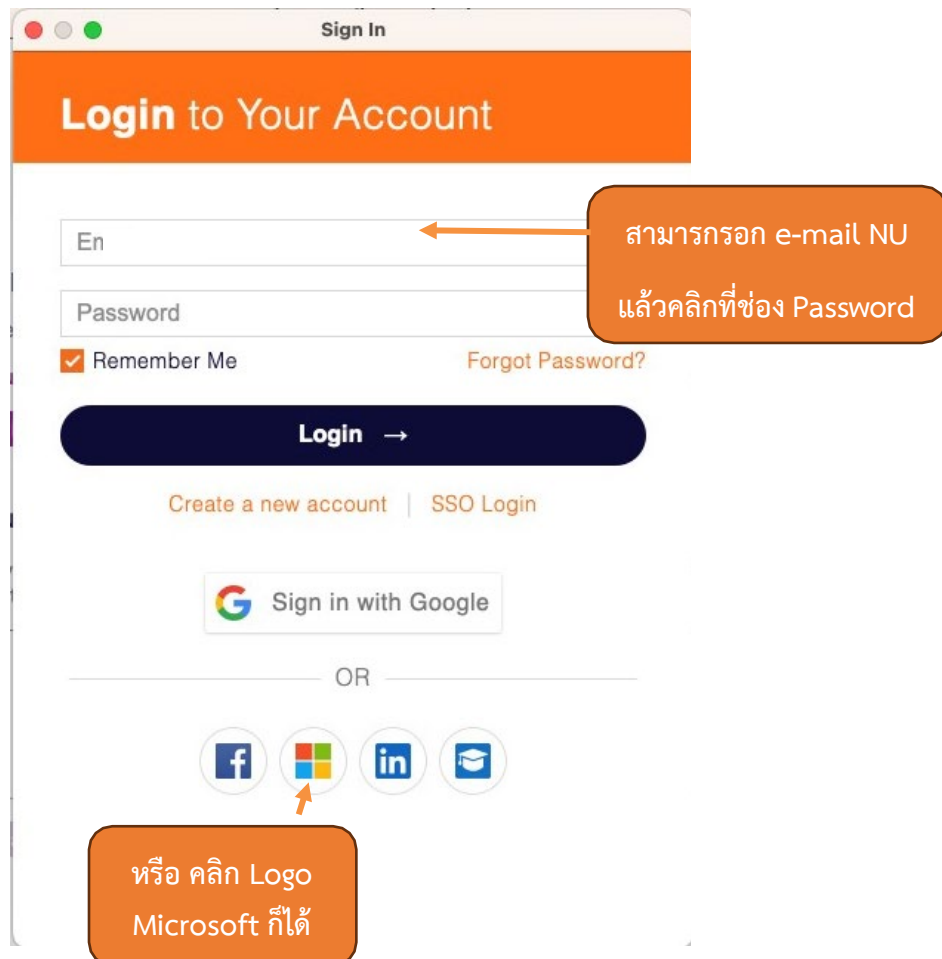 Sign In
Login to Your Account
En
สามารกรอก e-mail NU
แล้วคลิกที่ช่อง Password
Password
Remember Me
Forgot Password?
Login →
Create a new account | SSO Login
Sign in with Google
OR
หรือ คลิก Logo
Microsoft ก็ได้